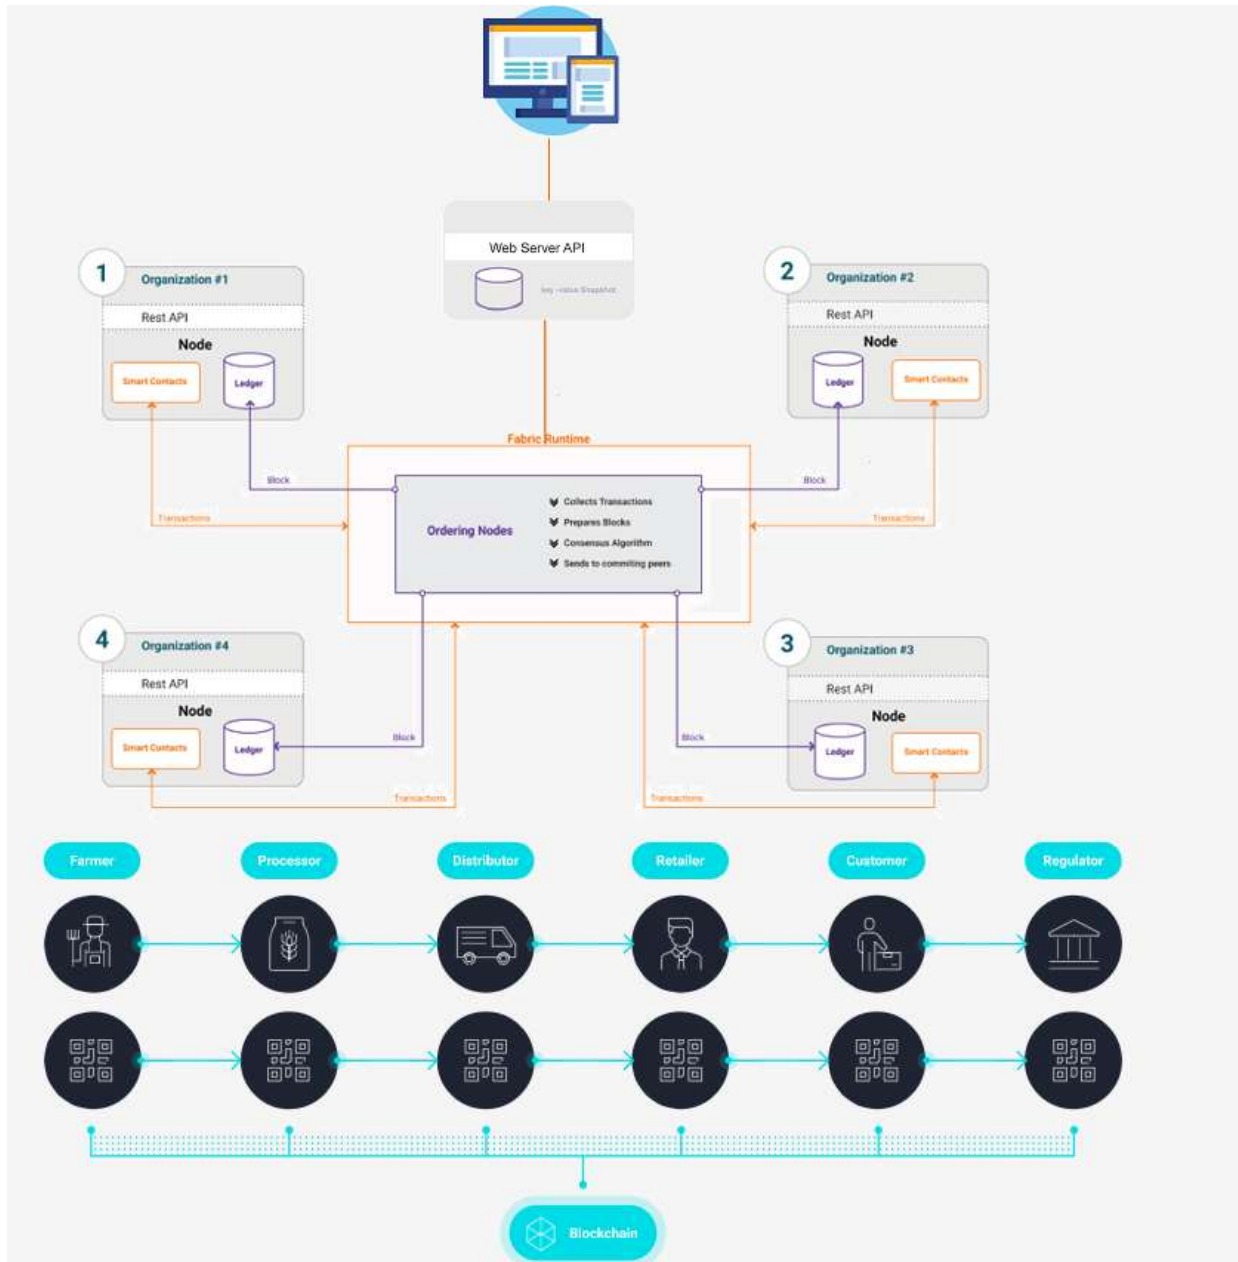 Web Server API
key -value Snapshot
1
Organization #1
Rest API
Node
Smart Contacts
Ledger
2
Organization #2
Rest API
Node
Ledger
Smart Contacts
Fabric Runtime
Block
Block
Transactions
Transactions
Ordering Nodes
Collects Transactions
Prepares Blocks
Consensus Algorithm
Sends to commiting peers
4
Organization #4
Rest API
Node
Smart Contacts
Ledger
Block
Transactions
3
Organization #3
Rest API
Node
Ledger
Smart Contacts
Block
Transactions
Farmer
Processor
Distributor
Retailer
Customer
Regulator
Blockchain